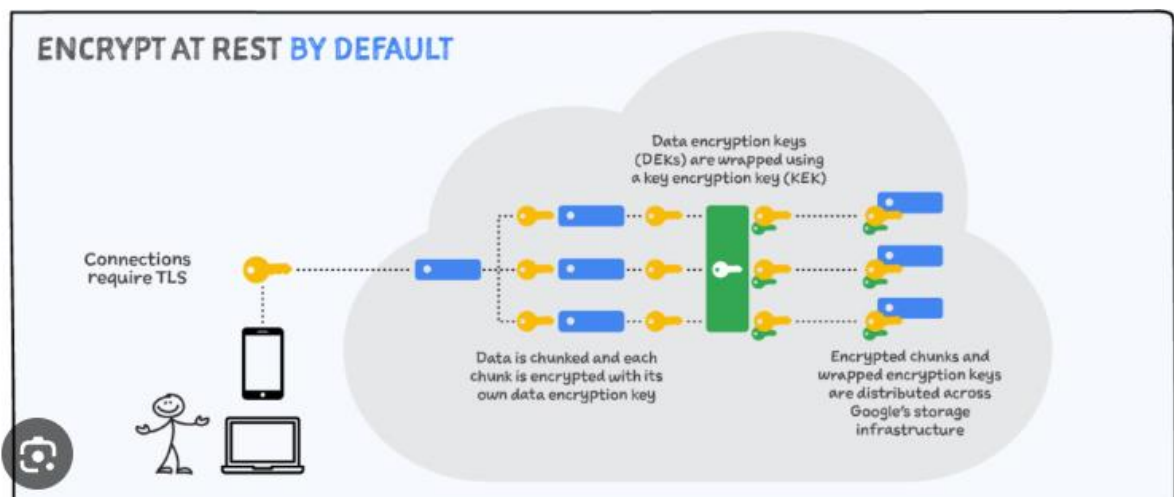 ENCRYPT AT REST BY DEFAULT
Data encryption keys
(DEKs) are wrapped using
a key encryption key (KEK)
Connections
require TLS
Data is chunked and each
chunk is encrypted with its
own data encryption key
Encrypted chunks and
wrapped encryption keys
are distributed across
Google's storage
infrastructure